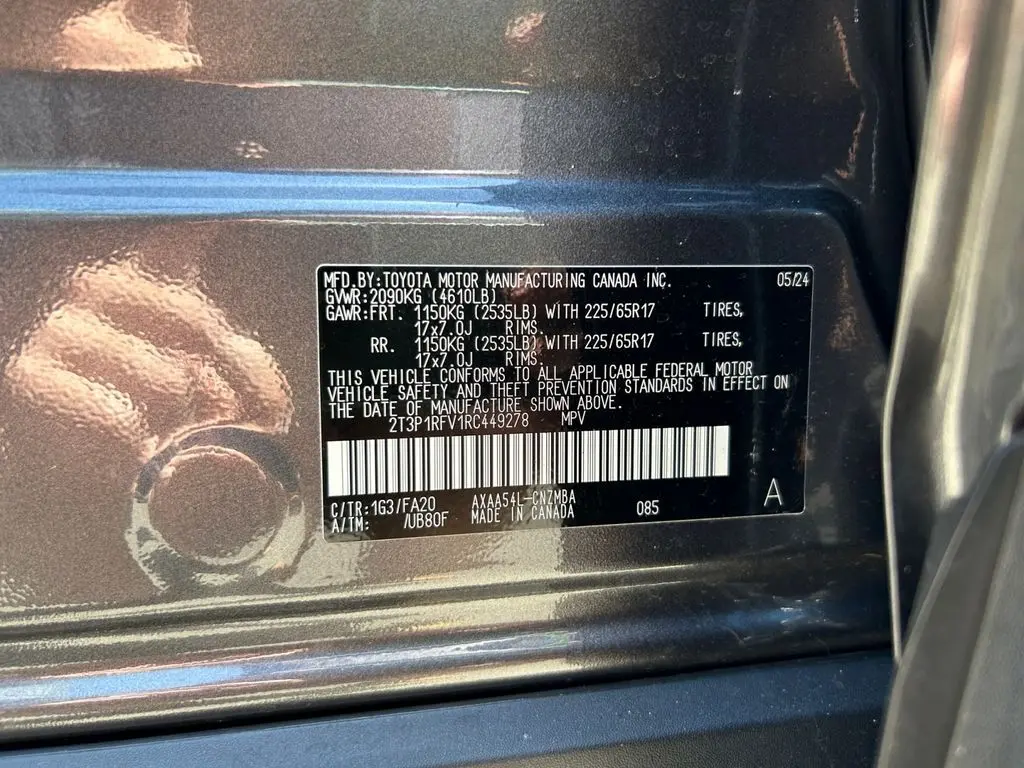 MFD.BY:TOYOTA MOTOR MANUFACTURING CANADA INC. 05/24
GVWR:2090KG (4610LB)
GAWR:FRT. 1150KG (2535LB) WITH 225/65R17 TIRES,
17x7.0J RIMS.
RR. 1150KG (2535LB) WITH 225/65R17 TIRES,
17x7.0J RIMS.
THIS VEHICLE CONFORMS TO ALL APPLICABLE FEDERAL MOTOR
VEHICLE SAFETY AND THEFT PREVENTION STANDARDS IN EFFECT ON
THE DATE OF MANUFACTURE SHOWN ABOVE.
2T3P1RFV1RC449278 MPV
C/TR:1G3/FA20 AXAA54L-CNZMBA
A/TM: /UB80F MADE IN CANADA 085 A